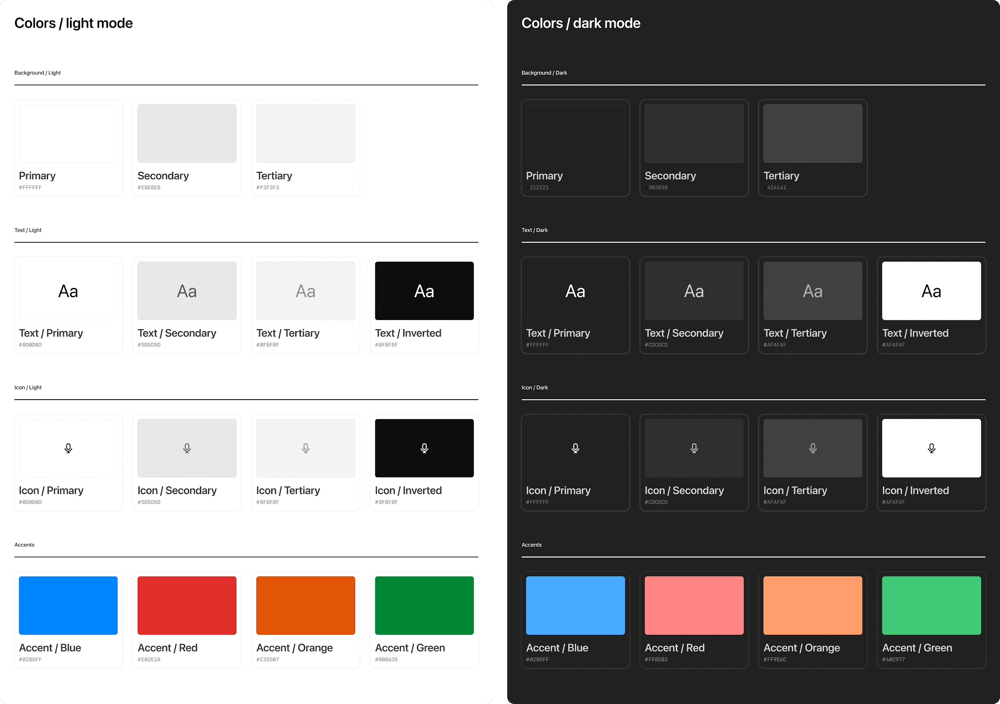 Colors / light mode
Background / Light
Primary
#FFFFFF
Secondary
#E8E8E8
Tertiary
#F3F3F3
Text / Light
Aa
Text / Primary
#0D0D0D
Aa
Text / Secondary
#5D5D5D
Aa
Text / Tertiary
#8F8F8F
Aa
Text / Inverted
#8F8F8F
Icon / Light
Icon / Primary
#0D0D0D
Icon / Secondary
#5D5D5D
Icon / Tertiary
#8F8F8F
Icon / Inverted
#8F8F8F
Accents
Accent / Blue
#0285FF
Accent / Red
#E02E2A
Accent / Orange
#E25507
Accent / Green
#008635
Colors / dark mode
Background / Dark
Primary
#212121
Secondary
#303030
Tertiary
#414141
Text / Dark
Aa
Text / Primary
#FFFFFF
Aa
Text / Secondary
#CDCDCD
Aa
Text / Tertiary
#AFAFAF
Aa
Text / Inverted
#AFAFAF
Icon / Dark
Icon / Primary
#FFFFFF
Icon / Secondary
#CDCDCD
Icon / Tertiary
#AFAFAF
Icon / Inverted
#AFAFAF
Accents
Accent / Blue
#0285FF
Accent / Red
#FF8583
Accent / Orange
#FF9E6C
Accent / Green
#40C977